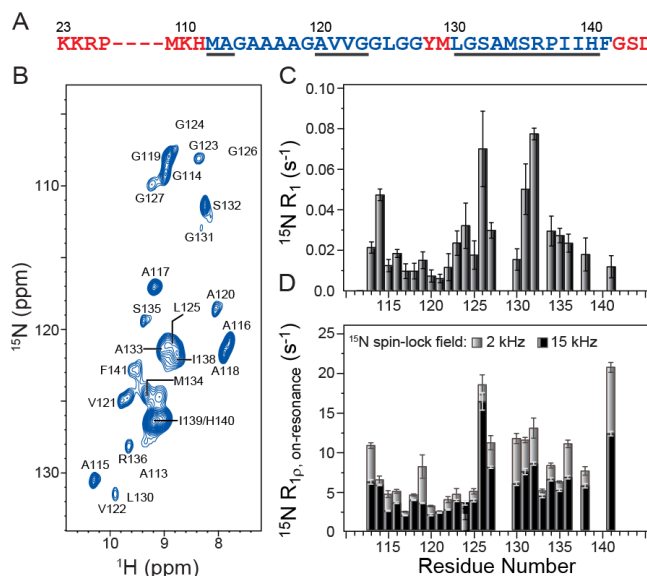 A
23 110 120 130 140
KKRP----MKHMAGAAAAGAVVGGLGGYMLGSAMSRPIIHFGSD
B
G124
G123
G119
G126
G114
G127
S132
G131
A117
A120
S135
L125
A116
A133
A118
I138
F141
M134
V121
I139/H140
R136
A113
A115
L130
V122
110
120
130
¹⁵N (ppm)
10 9 8
¹H (ppm)
C
0.10
0.08
0.06
0.04
0.02
0.0
¹⁵N R₁ (s⁻¹)
115 120 125 130 135 140
D
¹⁵N spin-lock field: 2 kHz
15 kHz
25
20
15
10
5
0
¹⁵N R₁ρ, on-resonance (s⁻¹)
115 120 125 130 135 140
Residue Number